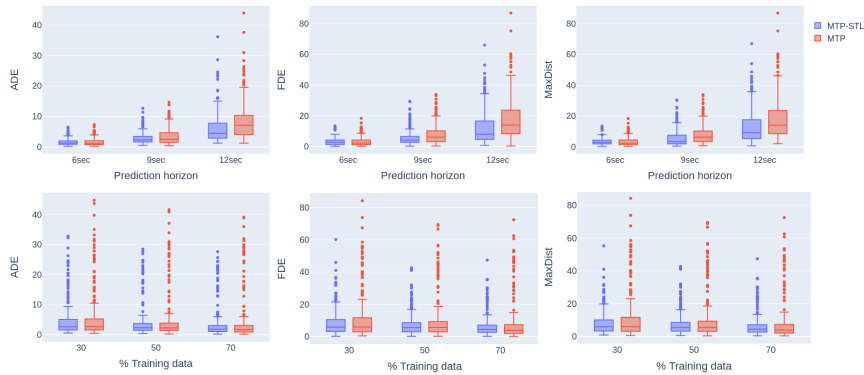 MTP-STL
MTP
ADE
40
30
20
10
0
6sec 9sec 12sec
Prediction horizon
FDE
80
60
40
20
0
6sec 9sec 12sec
Prediction horizon
MaxDist
80
60
40
20
0
6sec 9sec 12sec
Prediction horizon
ADE
40
30
20
10
0
30 50 70
% Training data
FDE
80
60
40
20
0
30 50 70
% Training data
MaxDist
80
60
40
20
0
30 50 70
% Training data